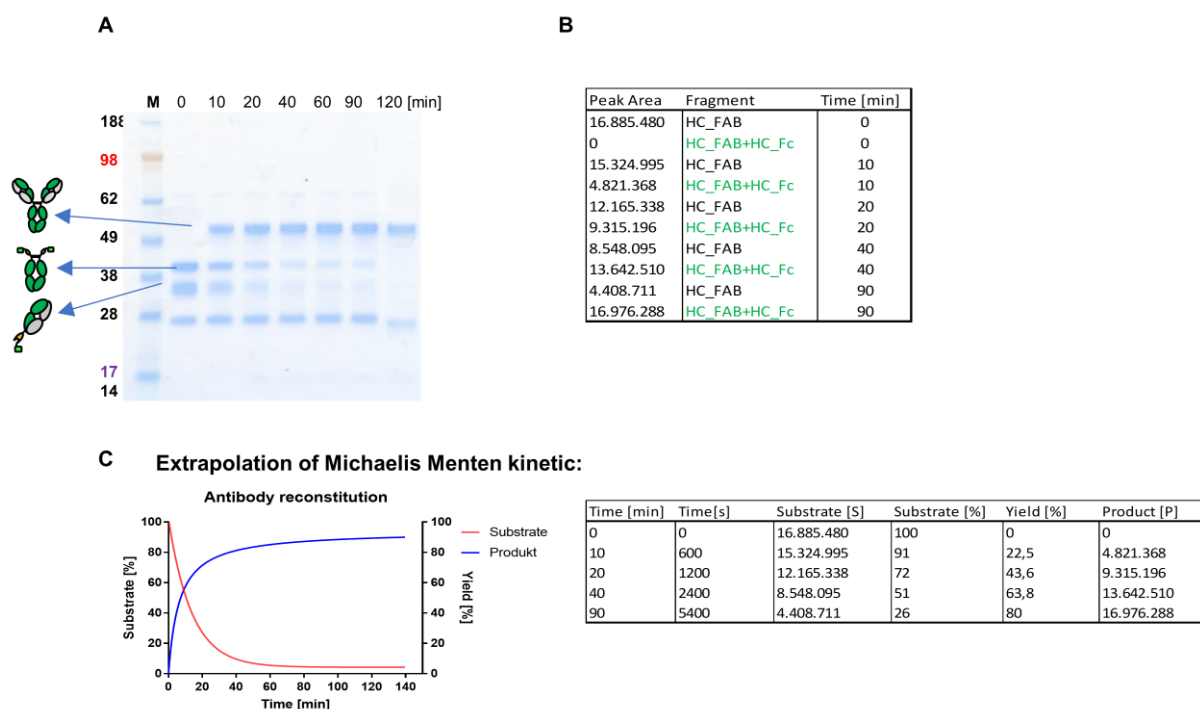 A
M 0 10 20 40 60 90 120 [min]
188
98
62
49
38
28
17
14
B
Peak Area Fragment Time [min]
16.885.480 HC_FAB 0
0 HC_FAB+HC_Fc 0
15.324.995 HC_FAB 10
4.821.368 HC_FAB+HC_Fc 10
12.165.338 HC_FAB 20
9.315.196 HC_FAB+HC_Fc 20
8.548.095 HC_FAB 40
13.642.510 HC_FAB+HC_Fc 40
4.408.711 HC_FAB 90
16.976.288 HC_FAB+HC_Fc 90
C Extrapolation of Michaelis Menten kinetic:
Antibody reconstitution
Substrate [%]
100
80
60
40
20
0
0 20 40 60 80 100 120 140
Time [min]
100
80
60
40
20
0
Yield [%]
Substrate
Produkt
Time [min] Time[s] Substrate [S] Substrate [%] Yield [%] Product [P]
0 0 16.885.480 100 0 0
10 600 15.324.995 91 22,5 4.821.368
20 1200 12.165.338 72 43,6 9.315.196
40 2400 8.548.095 51 63,8 13.642.510
90 5400 4.408.711 26 80 16.976.288